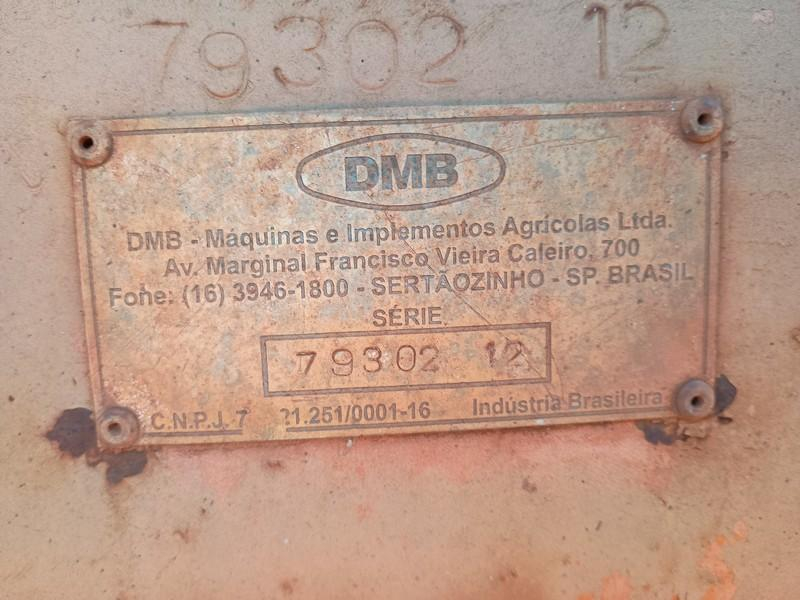 79302 12
DMB
DMB - Máquinas e Implementos Agrícolas Ltda.
Av. Marginal Francisco Vieira Caleiro, 700
Fone: (16) 3946-1800 - SERTÃOZINHO - SP. BRASIL
SÉRIE
79302 12
C.N.P.J. 7 21.251/0001-16 Indústria Brasileira